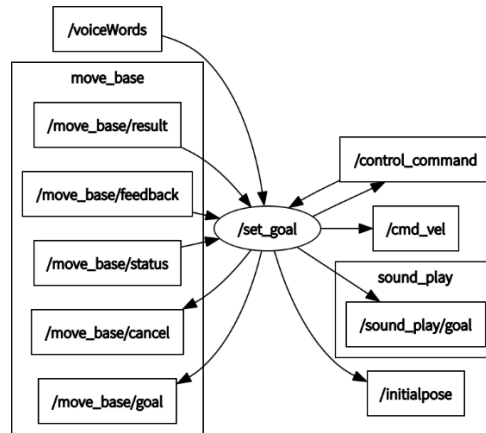 /voiceWords
move_base
/move_base/result
/move_base/feedback
/move_base/status
/move_base/cancel
/move_base/goal
/set_goal
/control_command
/cmd_vel
sound_play
/sound_play/goal
/initialpose